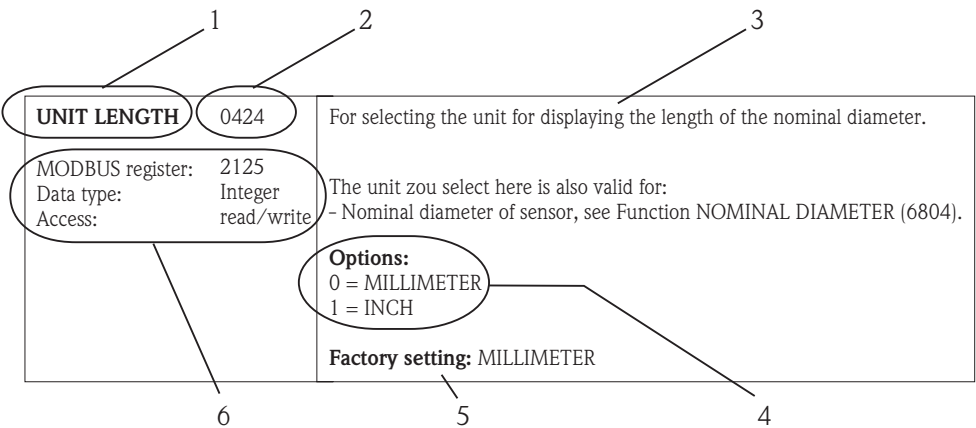 1 2 3
UNIT LENGTH 0424
For selecting the unit for displaying the length of the nominal diameter.
MODBUS register: 2125
Data type: Integer
Access: read/write
The unit zou select here is also valid for:
- Nominal diameter of sensor, see Function NOMINAL DIAMETER (6804).
Options:
0 = MILLIMETER
1 = INCH
Factory setting: MILLIMETER
6 5 4